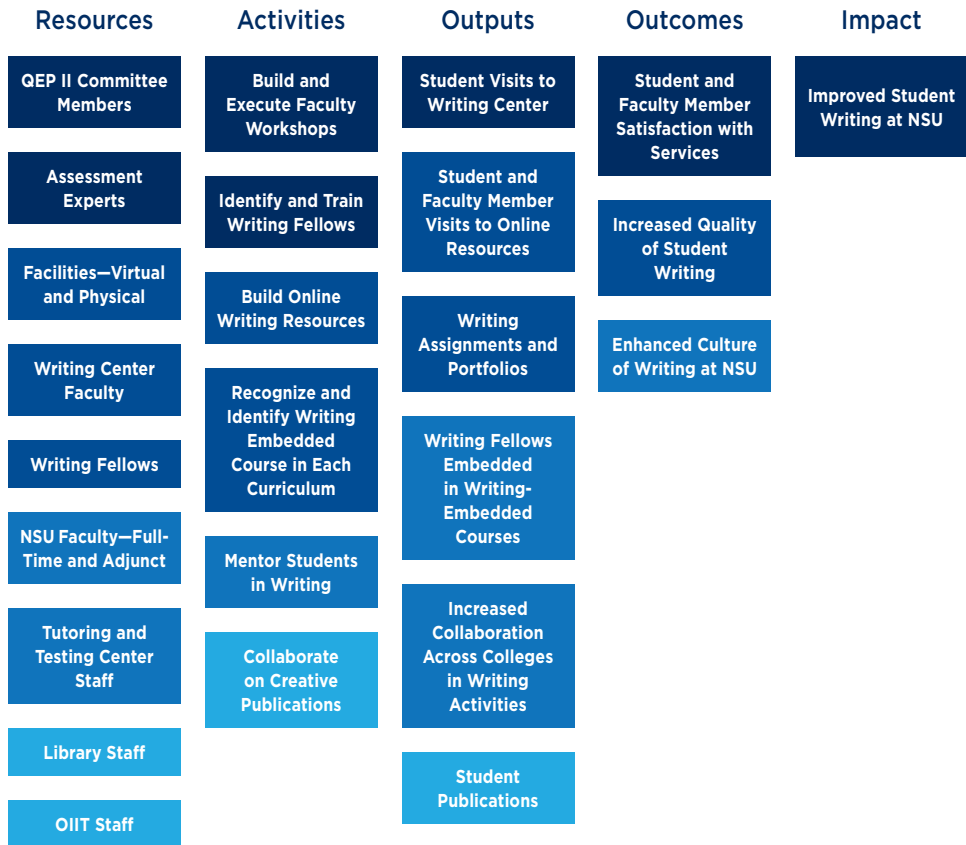 Resources
QEP II Committee
Members
Assessment
Experts
Facilities—Virtual
and Physical
Writing Center
Faculty
Writing Fellows
NSU Faculty—Full-
Time and Adjunct
Tutoring and
Testing Center
Staff
Library Staff
OIIT Staff
Activities
Build and
Execute Faculty
Workshops
Identify and Train
Writing Fellows
Build Online
Writing Resources
Recognize and
Identify Writing
Embedded
Course in Each
Curriculum
Mentor Students
in Writing
Collaborate
on Creative
Publications
Outputs
Student Visits to
Writing Center
Student and
Faculty Member
Visits to Online
Resources
Writing
Assignments and
Portfolios
Writing Fellows
Embedded
in Writing-
Embedded
Courses
Increased
Collaboration
Across Colleges
in Writing
Activities
Student
Publications
Outcomes
Student and
Faculty Member
Satisfaction with
Services
Increased Quality
of Student
Writing
Enhanced Culture
of Writing at NSU
Impact
Improved Student
Writing at NSU